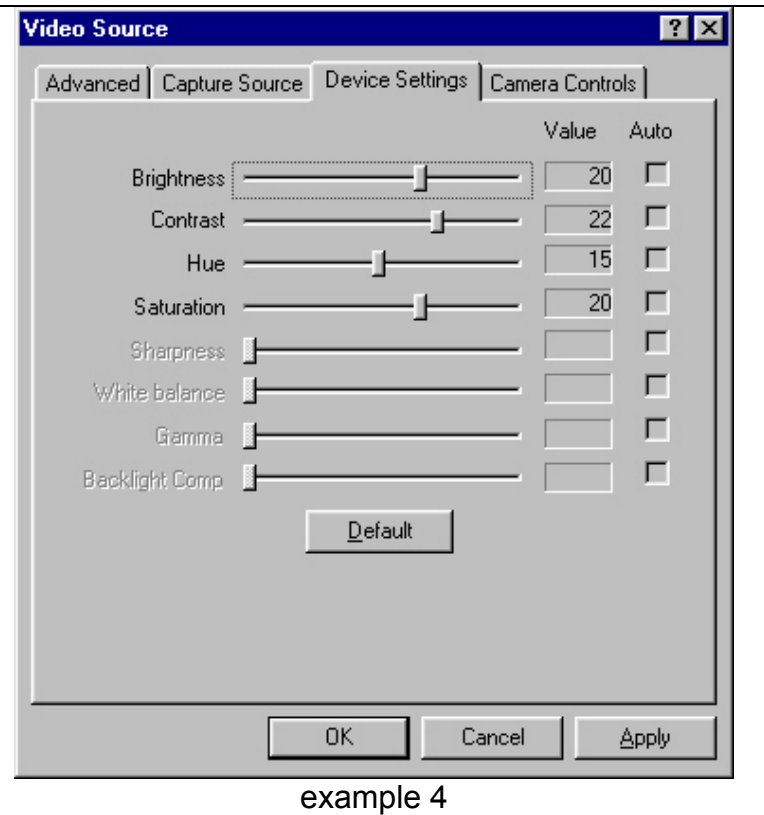 Video Source
Advanced Capture Source Device Settings Camera Controls
Value Auto
Brightness 20
Contrast 22
Hue 15
Saturation 20
Sharpness
White balance
Gamma
Backlight Comp
Default
OK Cancel Apply
example 4